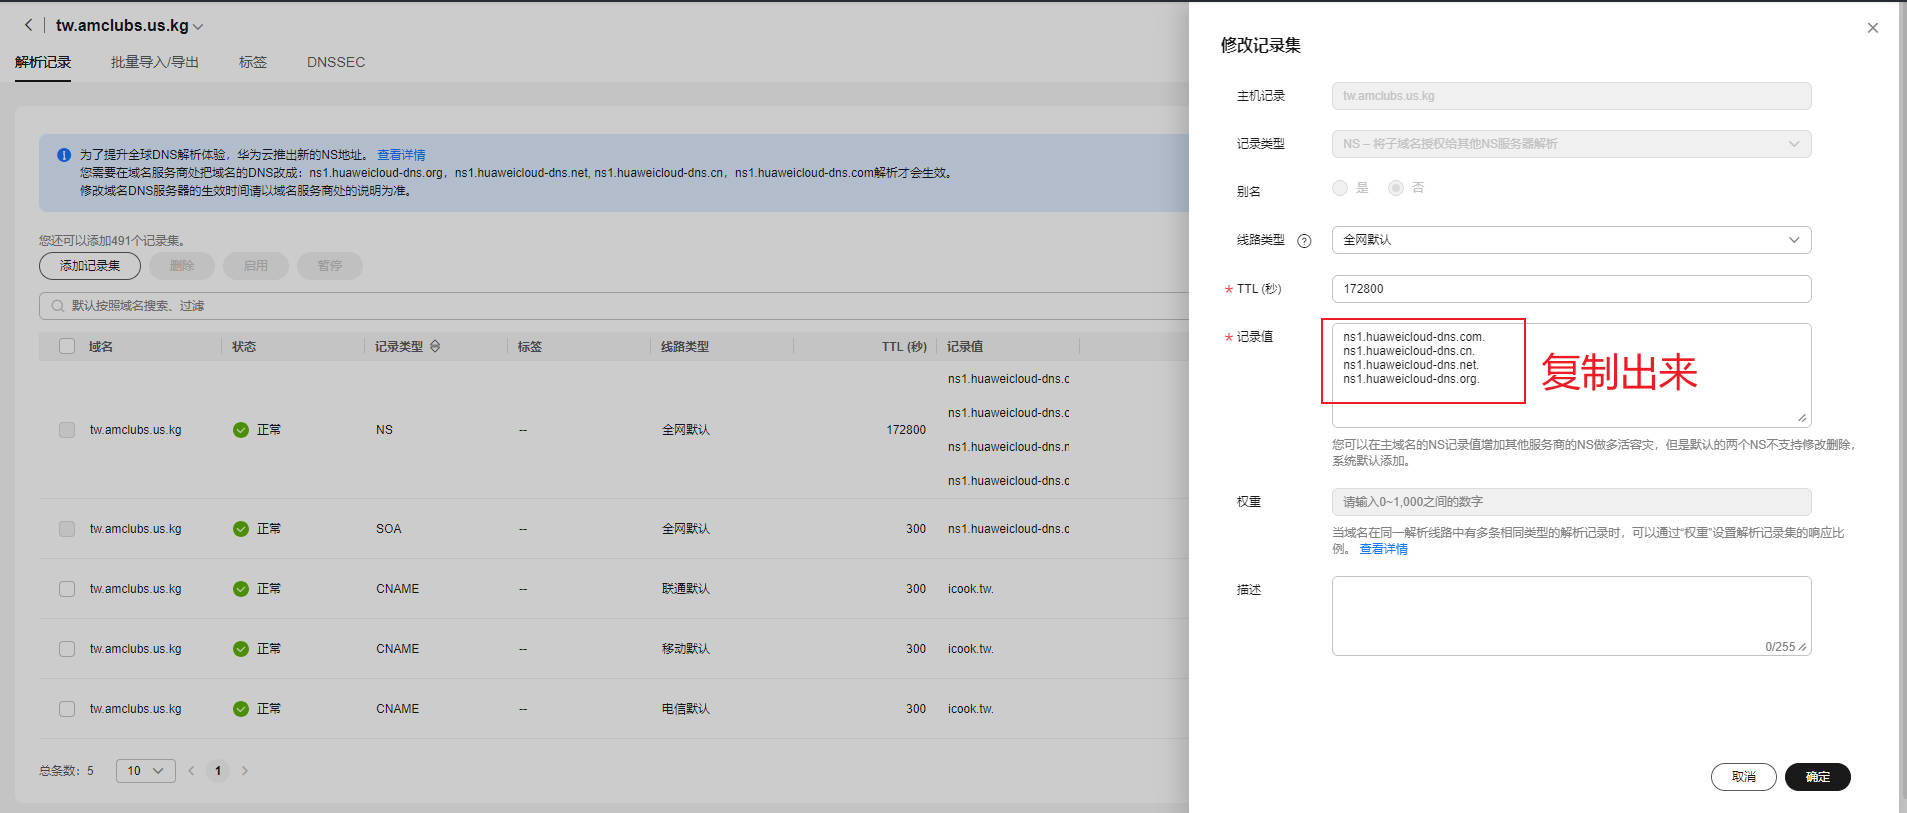 tw.amclubs.us.kg
解析记录 批量导入/导出 标签 DNSSEC
为了提升全球DNS解析体验，华为云推出新的NS地址。 查看详情
您需要在域名服务商处把域名的DNS改成：ns1.huaweicloud-dns.org，ns1.huaweicloud-dns.net, ns1.huaweicloud-dns.cn，ns1.huaweicloud-dns.com解析才会生效。
修改域名DNS服务器的生效时间请以域名服务商处的说明为准。
您还可以添加491个记录集。
添加记录集 删除 启用 暂停
默认按照域名搜索、过滤
域名 状态 记录类型 标签 线路类型 TTL (秒) 记录值
ns1.huaweicloud-dns.c
ns1.huaweicloud-dns.c
tw.amclubs.us.kg 正常 NS -- 全网默认 172800
ns1.huaweicloud-dns.n
ns1.huaweicloud-dns.c
tw.amclubs.us.kg 正常 SOA -- 全网默认 300 ns1.huaweicloud-dns.c
tw.amclubs.us.kg 正常 CNAME -- 联通默认 300 icook.tw.
tw.amclubs.us.kg 正常 CNAME -- 移动默认 300 icook.tw.
tw.amclubs.us.kg 正常 CNAME -- 电信默认 300 icook.tw.
总条数：5 10 1
修改记录集
主机记录 tw.amclubs.us.kg
记录类型 NS – 将子域名授权给其他NS服务器解析
别名 是 否
线路类型 ? 全网默认
* TTL (秒) 172800
* 记录值 ns1.huaweicloud-dns.com.
ns1.huaweicloud-dns.cn.
ns1.huaweicloud-dns.net.
ns1.huaweicloud-dns.org.
复制出来
您可以在主域名的NS记录值增加其他服务商的NS做多活容灾，但是默认的两个NS不支持修改删除，
系统默认添加。
权重 请输入0~1,000之间的数字
当域名在同一解析线路中有多条相同类型的解析记录时，可以通过“权重”设置解析记录集的响应比
例。 查看详情
描述
0/255
取消 确定